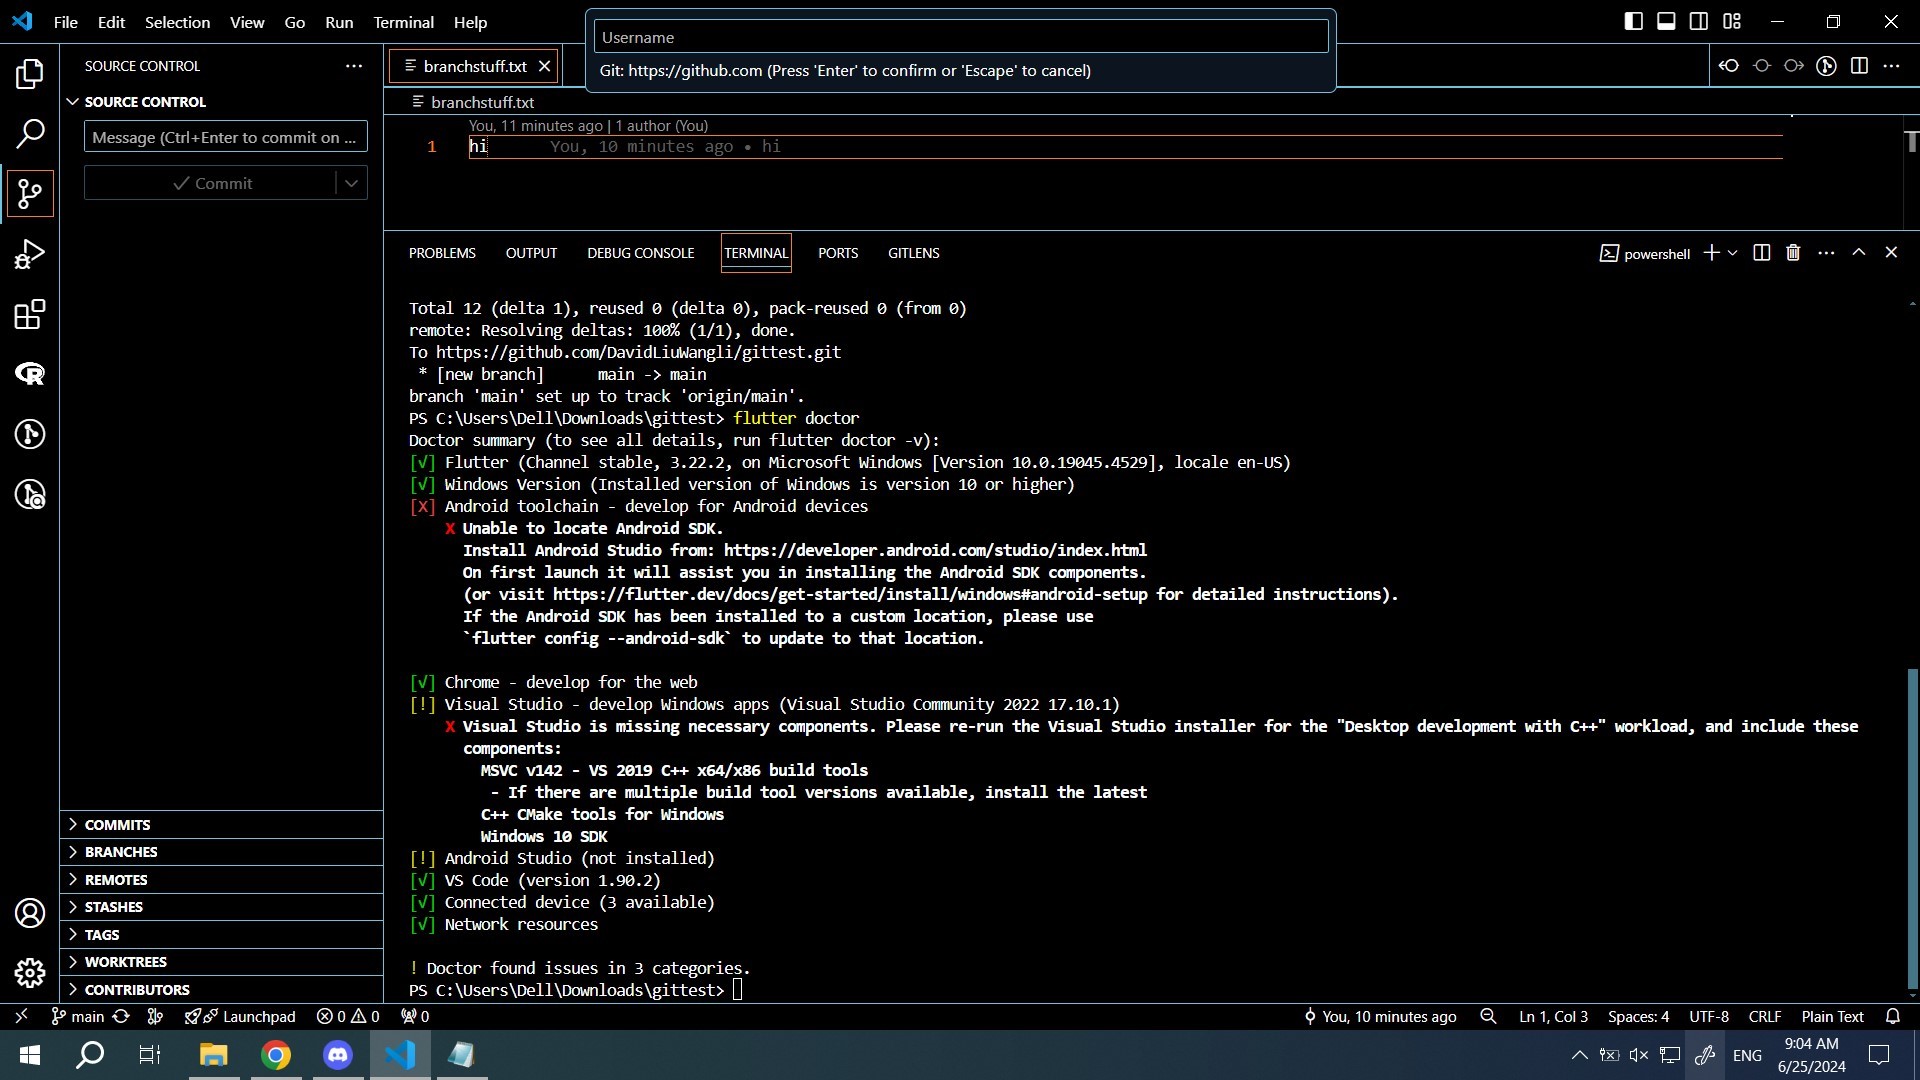 File Edit Selection View Go Run Terminal Help
Username
Git: https://github.com (Press 'Enter' to confirm or 'Escape' to cancel)
SOURCE CONTROL
branchstuff.txt
SOURCE CONTROL
Message (Ctrl+Enter to commit on ...
Commit
branchstuff.txt
You, 11 minutes ago | 1 author (You)
1 hi You, 10 minutes ago • hi
PROBLEMS OUTPUT DEBUG CONSOLE TERMINAL PORTS GITLENS
powershell
Total 12 (delta 1), reused 0 (delta 0), pack-reused 0 (from 0)
remote: Resolving deltas: 100% (1/1), done.
To https://github.com/DavidLiuWangli/gittest.git
* [new branch] main -> main
branch 'main' set up to track 'origin/main'.
PS C:\Users\Dell\Downloads\gittest> flutter doctor
Doctor summary (to see all details, run flutter doctor -v):
[√] Flutter (Channel stable, 3.22.2, on Microsoft Windows [Version 10.0.19045.4529], locale en-US)
[√] Windows Version (Installed version of Windows is version 10 or higher)
[X] Android toolchain - develop for Android devices
X Unable to locate Android SDK.
Install Android Studio from: https://developer.android.com/studio/index.html
On first launch it will assist you in installing the Android SDK components.
(or visit https://flutter.dev/docs/get-started/install/windows#android-setup for detailed instructions).
If the Android SDK has been installed to a custom location, please use
`flutter config --android-sdk` to update to that location.
[√] Chrome - develop for the web
[!] Visual Studio - develop Windows apps (Visual Studio Community 2022 17.10.1)
X Visual Studio is missing necessary components. Please re-run the Visual Studio installer for the "Desktop development with C++" workload, and include these
components:
MSVC v142 - VS 2019 C++ x64/x86 build tools
- If there are multiple build tool versions available, install the latest
C++ CMake tools for Windows
Windows 10 SDK
[!] Android Studio (not installed)
[√] VS Code (version 1.90.2)
[√] Connected device (3 available)
[√] Network resources
! Doctor found issues in 3 categories.
PS C:\Users\Dell\Downloads\gittest>
COMMITS
BRANCHES
REMOTES
STASHES
TAGS
WORKTREES
CONTRIBUTORS
main Launchpad 0 0 0 You, 10 minutes ago Ln 1, Col 3 Spaces: 4 UTF-8 CRLF Plain Text
ENG
9:04 AM
6/25/2024